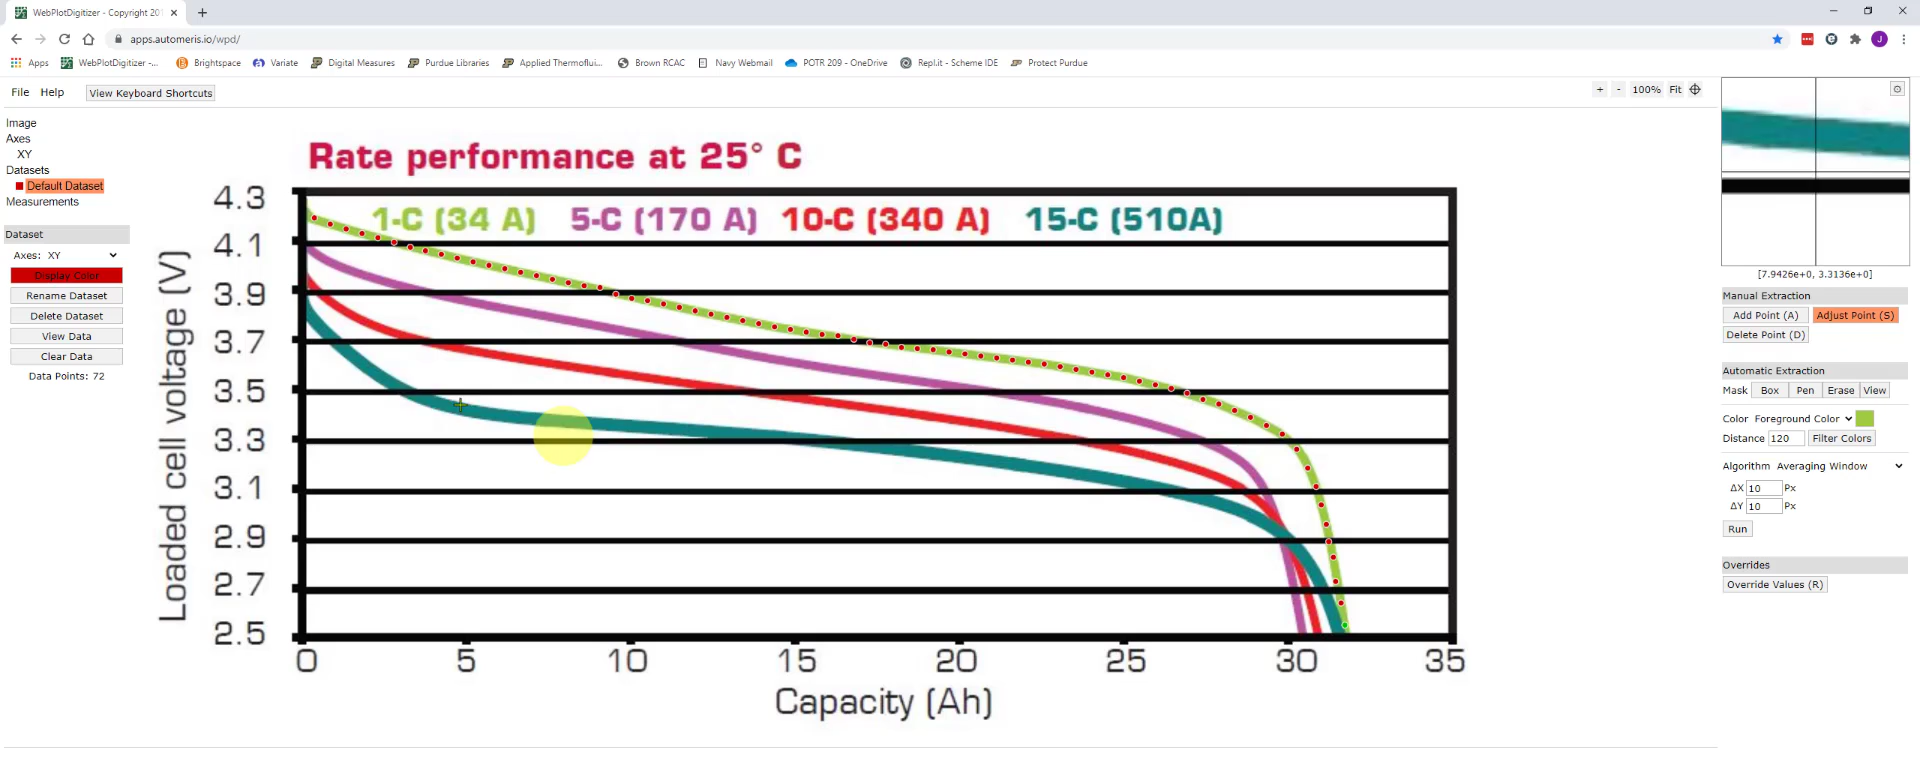 WebPlotDigitizer - Copyright 201
apps.automeris.io/wpd/
Apps WebPlotDigitizer -... Brightspace Variate Digital Measures Purdue Libraries Applied Thermoflui... Brown RCAC Navy Webmail POTR 209 - OneDrive Repl.it - Scheme IDE Protect Purdue
File Help View Keyboard Shortcuts
+ - 100% Fit
Image
Axes
XY
Datasets
Default Dataset
Measurements
Dataset
Axes: XY
Display Color
Rename Dataset
Delete Dataset
View Data
Clear Data
Data Points: 72
Rate performance at 25° C
1-C (34 A) 5-C (170 A) 10-C (340 A) 15-C (510A)
Loaded cell voltage (V)
4.3
4.1
3.9
3.7
3.5
3.3
3.1
2.9
2.7
2.5
0 5 10 15 20 25 30 35
Capacity (Ah)
[7.9426e+0, 3.3136e+0]
Manual Extraction
Add Point (A) Adjust Point (S)
Delete Point (D)
Automatic Extraction
Mask Box Pen Erase View
Color Foreground Color
Distance 120 Filter Colors
Algorithm Averaging Window
ΔX 10 Px
ΔY 10 Px
Run
Overrides
Override Values (R)